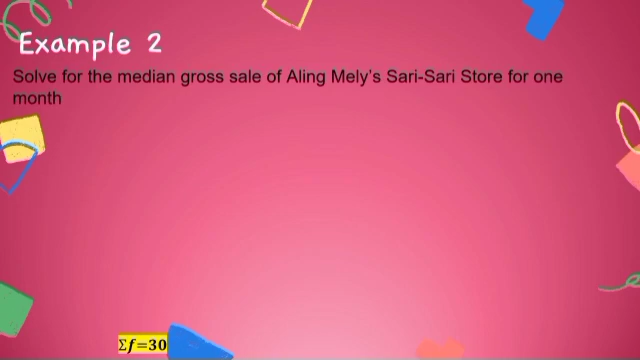 Example 2
Solve for the median gross sale of Aling Mely's Sari-Sari Store for one
month
Σf=30